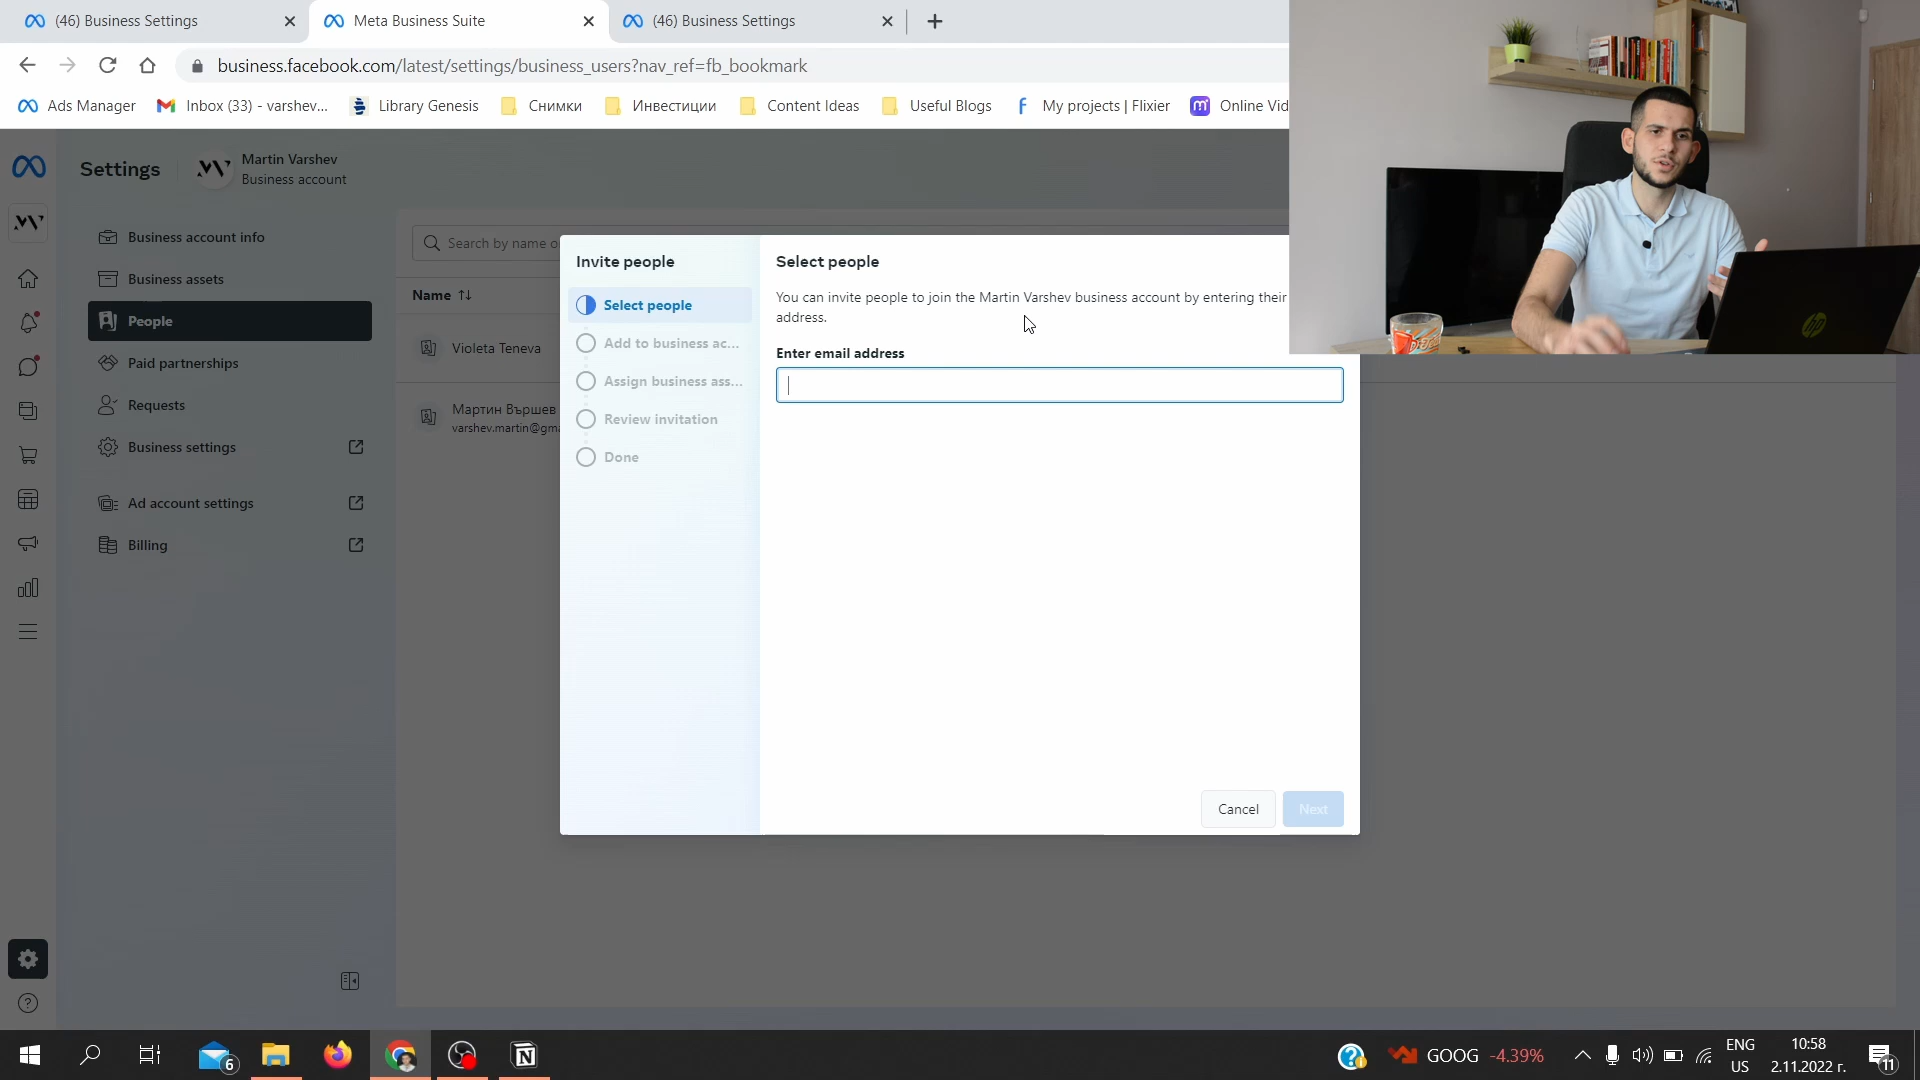 (46) Business Settings
Meta Business Suite
(46) Business Settings
business.facebook.com/latest/settings/business_users?nav_ref=fb_bookmark
Ads Manager
Inbox (33) - varshev...
Library Genesis
Снимки
Инвестиции
Content Ideas
Useful Blogs
My projects | Flixier
Online Vid
Settings
Martin Varshev
Business account
Business account info
Business assets
People
Paid partnerships
Requests
Business settings
Ad account settings
Billing
Search by name o
Name
Violeta Teneva
Мартин Вършев
varshev.martin@gma
Invite people
Select people
Add to business ac...
Assign business ass...
Review invitation
Done
Select people
You can invite people to join the Martin Varshev business account by entering their
address.
Enter email address
Cancel
Next
hp
6
N
GOOG -4.39%
ENG
US
10:58
2.11.2022 г.
11